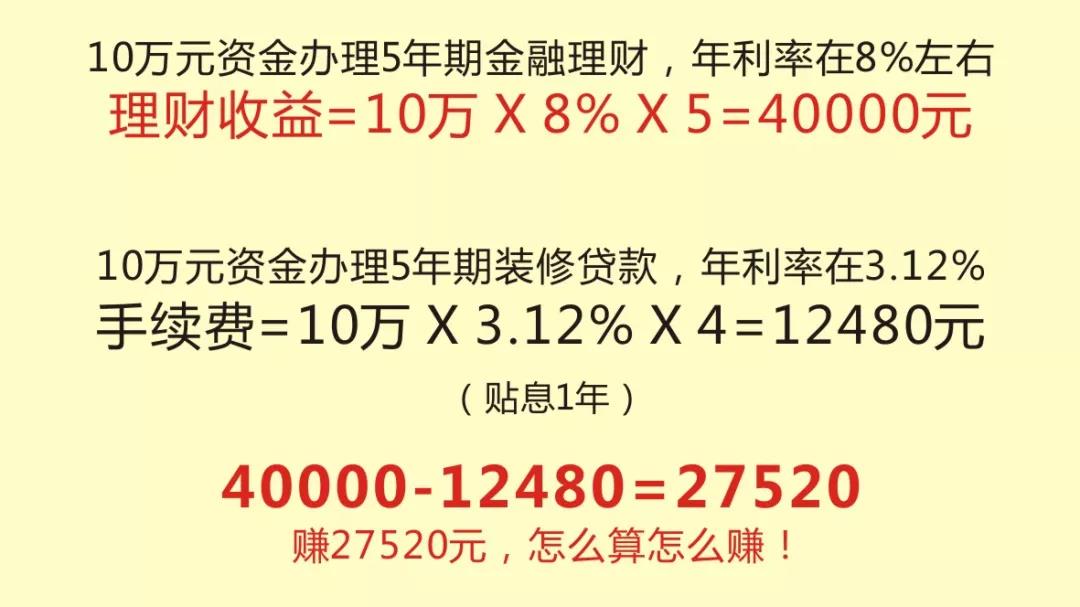 10万元资金办理5年期金融理财，年利率在8%左右
理财收益=10万 X 8% X 5=40000元
10万元资金办理5年期装修贷款，年利率在3.12%
手续费=10万 X 3.12% X 4=12480元
（贴息1年）
40000-12480=27520
赚27520元，怎么算怎么赚！